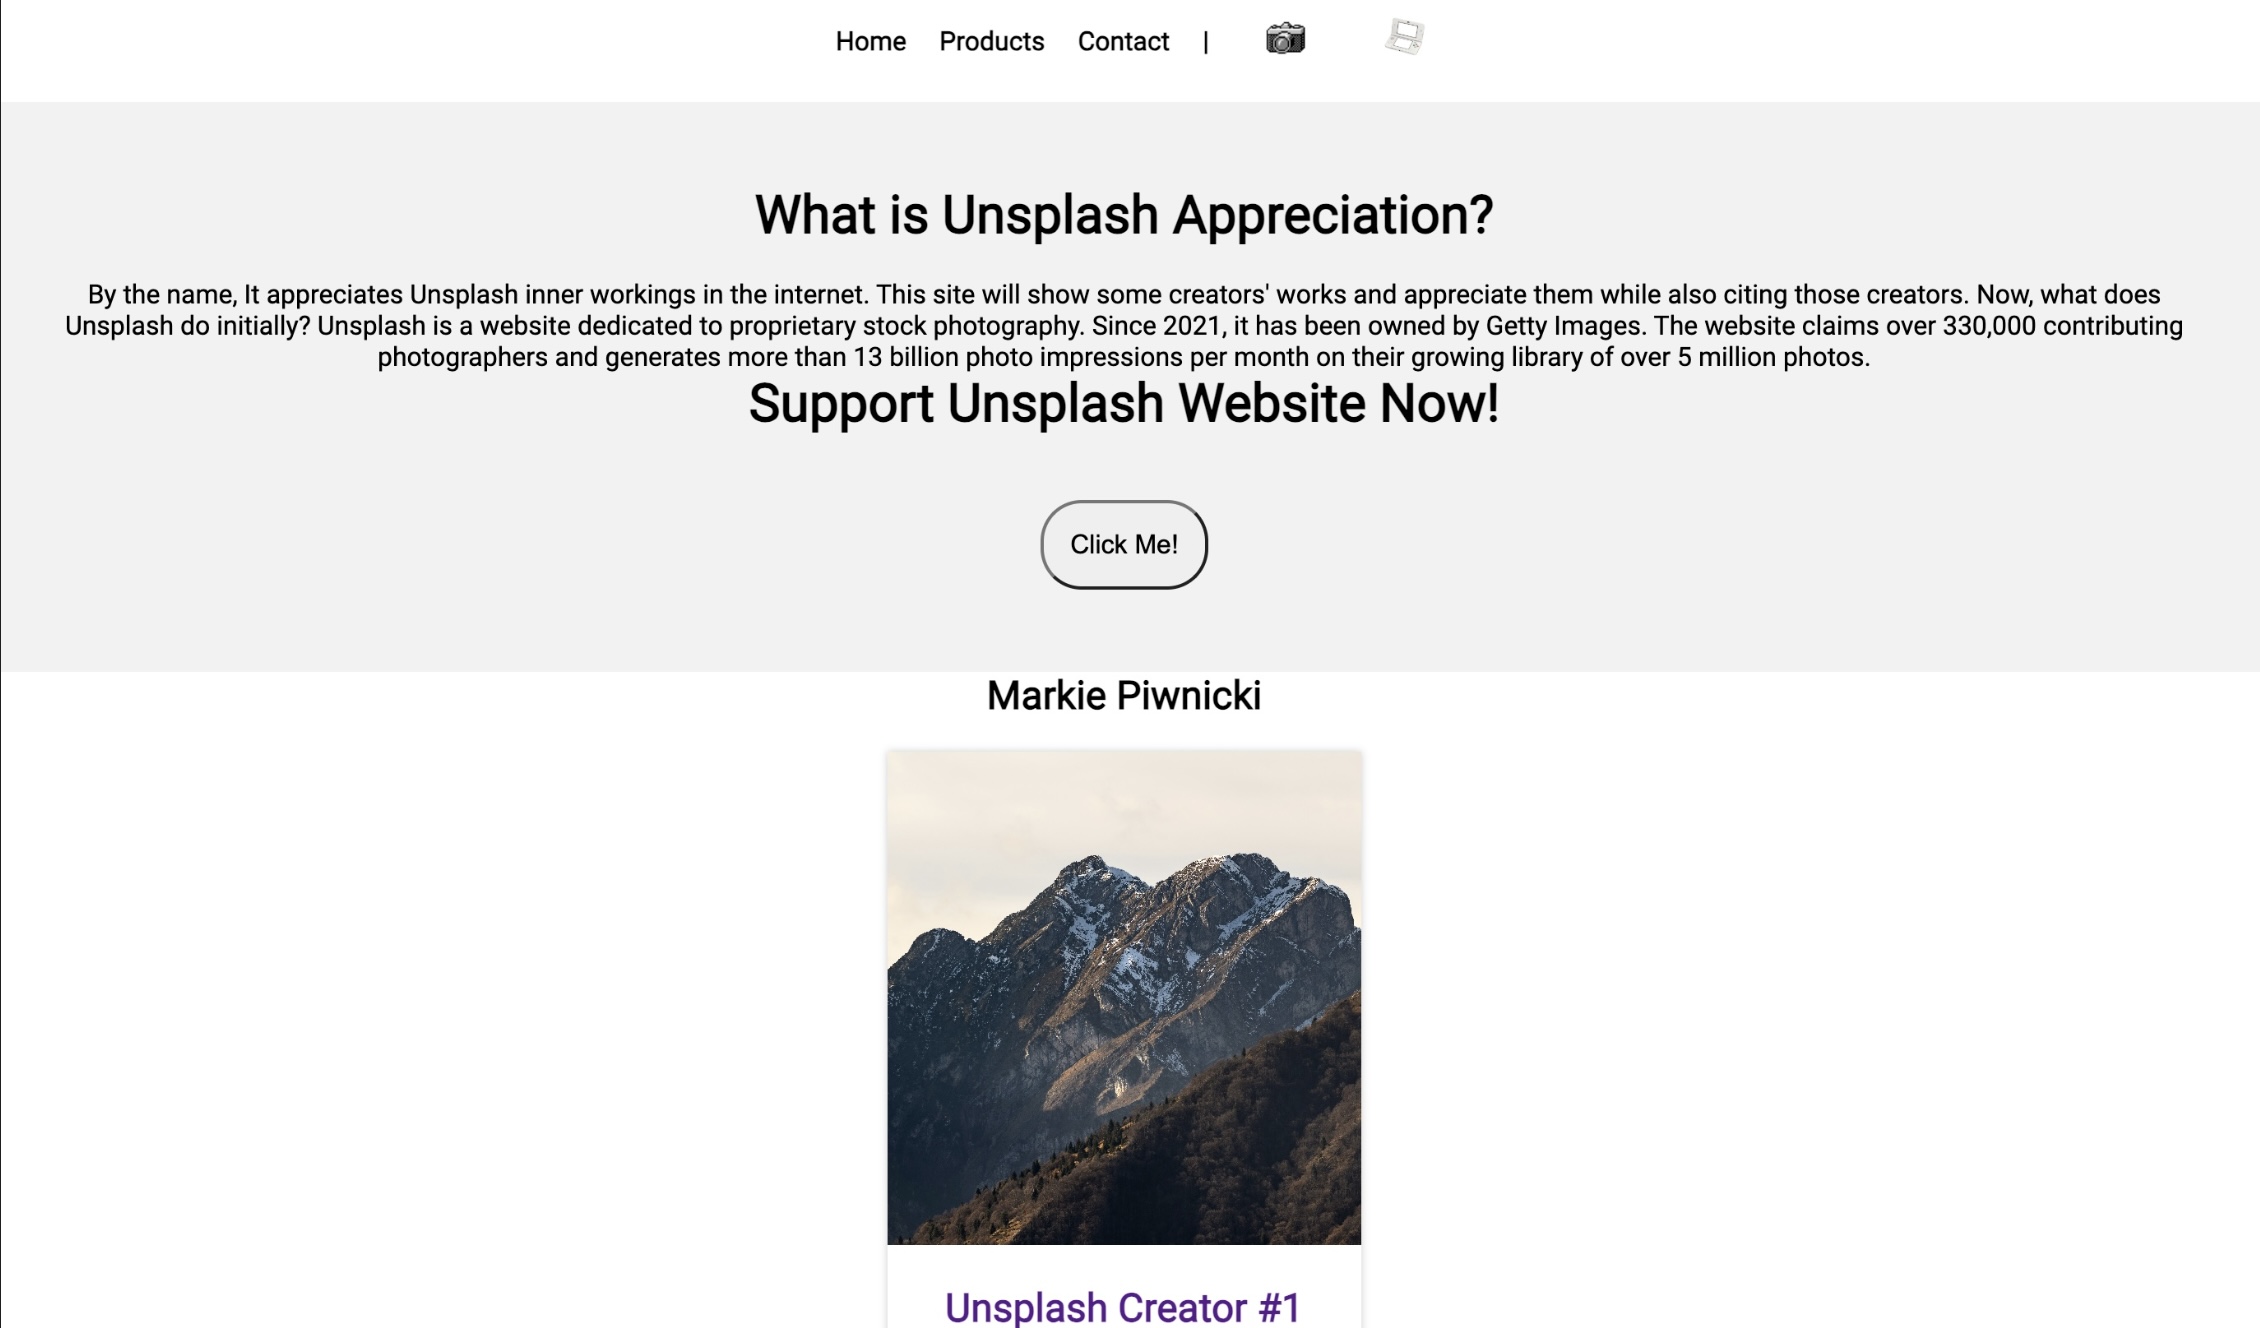 Home Products Contact |
What is Unsplash Appreciation?
By the name, It appreciates Unsplash inner workings in the internet. This site will show some creators' works and appreciate them while also citing those creators. Now, what does
Unsplash do initially? Unsplash is a website dedicated to proprietary stock photography. Since 2021, it has been owned by Getty Images. The website claims over 330,000 contributing
photographers and generates more than 13 billion photo impressions per month on their growing library of over 5 million photos.
Support Unsplash Website Now!
Click Me!
Markie Piwnicki
Unsplash Creator #1